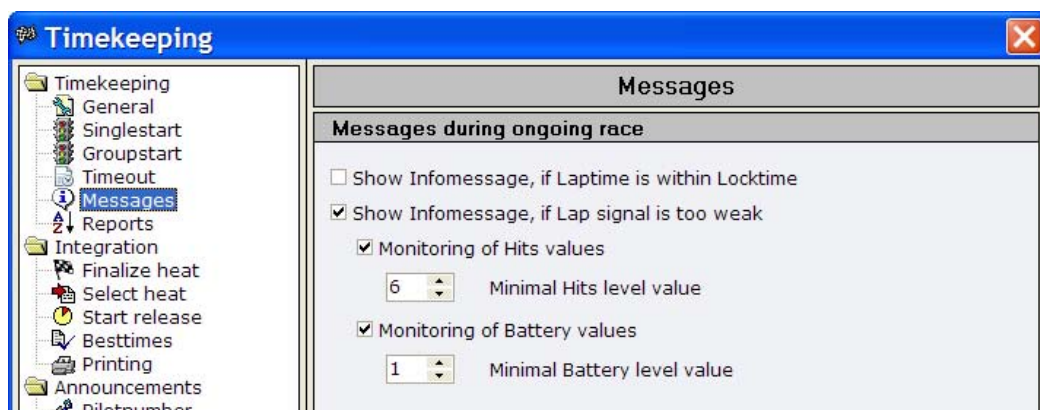 Timekeeping
Timekeeping
General
Singlestart
Groupstart
Timeout
Messages
Reports
Integration
Finalize heat
Select heat
Start release
Besttimes
Printing
Announcements
Pilotnumber
Messages
Messages during ongoing race
Show Infomessage, if Laptime is within Locktime
Show Infomessage, if Lap signal is too weak
Monitoring of Hits values
6 Minimal Hits level value
Monitoring of Battery values
1 Minimal Battery level value